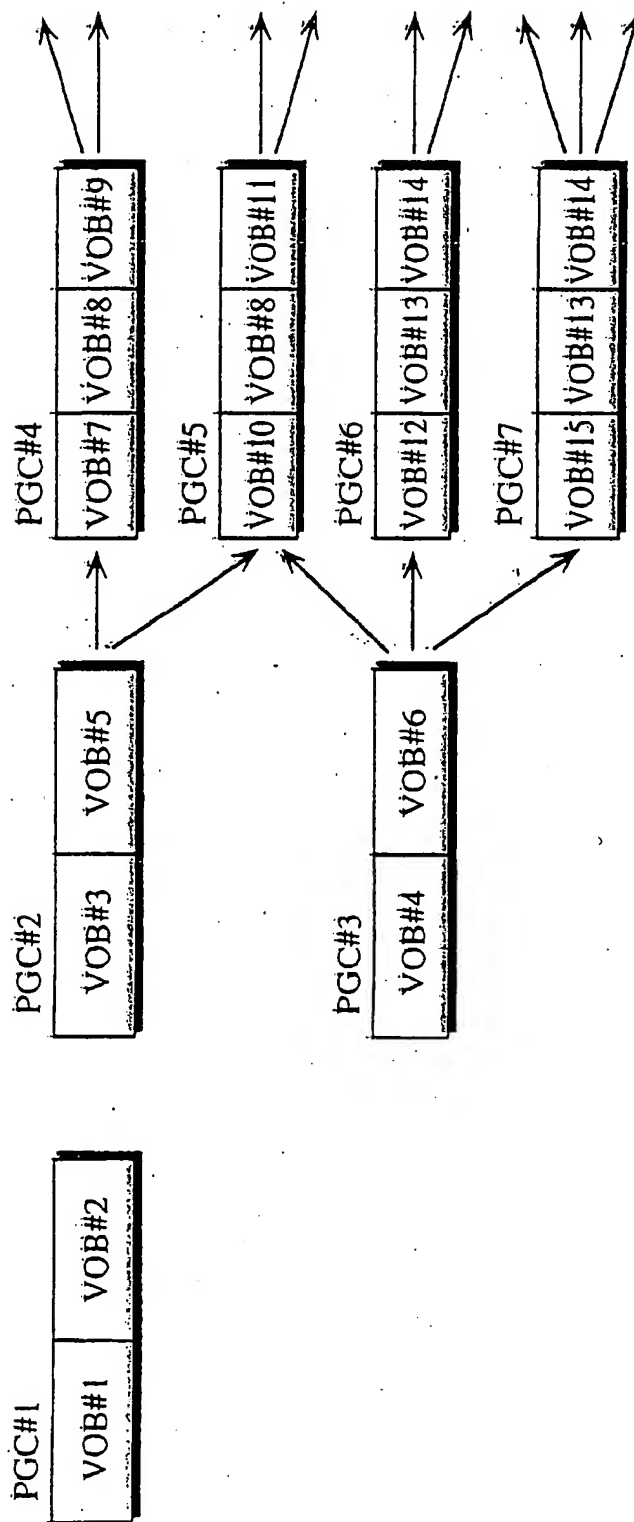 PGC#1
VOB#1 VOB#2
PGC#2
VOB#3 VOB#5
PGC#3
VOB#4 VOB#6
PGC#4
VOB#7 VOB#8 VOB#9
PGC#5
VOB#10 VOB#8 VOB#11
PGC#6
VOB#12 VOB#13 VOB#14
PGC#7
VOB#15 VOB#13 VOB#14